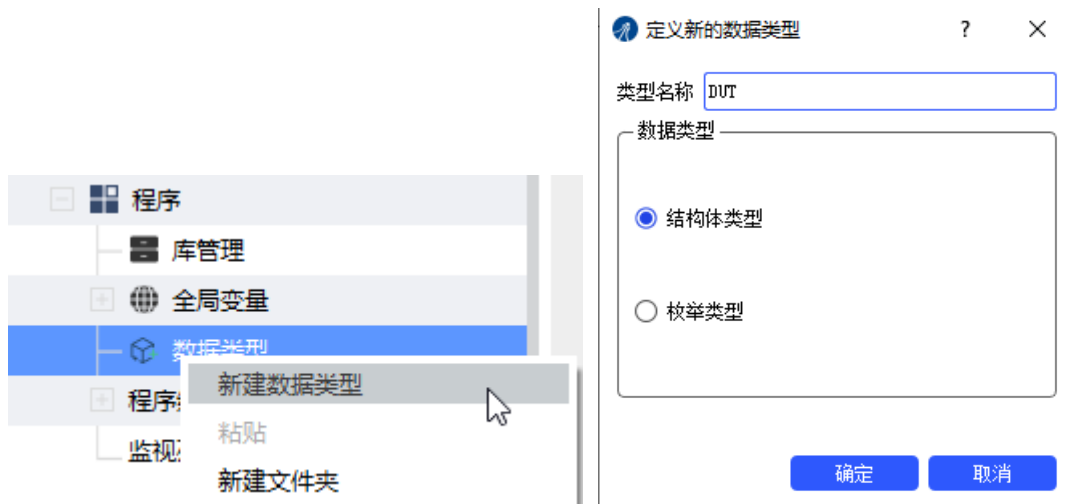 程序
库管理
全局变量
数据类型
程序
监视
新建数据类型
粘贴
新建文件夹
定义新的数据类型
?
类型名称 DUT
数据类型
结构体类型
枚举类型
确定 取消